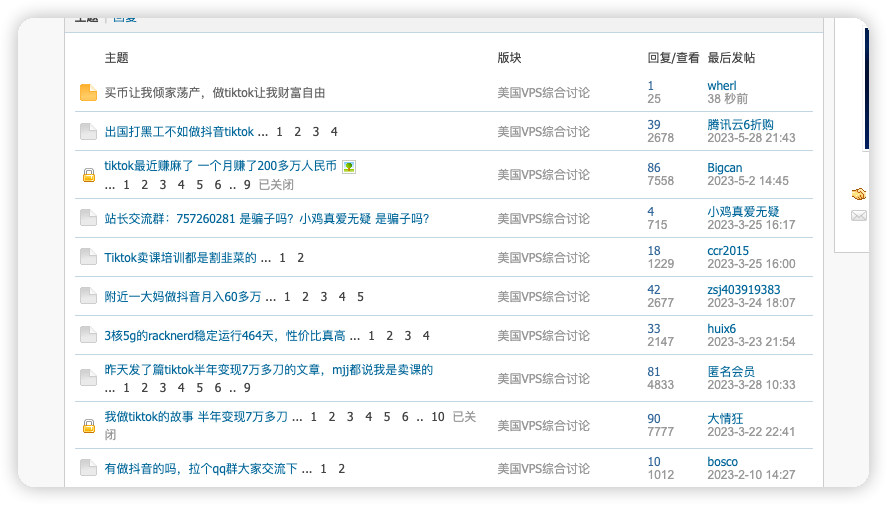 主题 | 回复
主题 版块 回复/查看 最后发帖
买币让我倾家荡产，做tiktok让我财富自由 美国VPS综合讨论 1 wherl
25 38 秒前
出国打黑工不如做抖音tiktok ... 1 2 3 4 美国VPS综合讨论 39 腾讯云6折购
2678 2023-5-28 21:43
tiktok最近赚麻了 一个月赚了200多万人民币 美国VPS综合讨论 86 Bigcan
... 1 2 3 4 5 6 .. 9 已关闭 7558 2023-5-2 14:45
站长交流群：757260281 是骗子吗？小鸡真爱无疑 是骗子吗？ 美国VPS综合讨论 4 小鸡真爱无疑
715 2023-3-25 16:17
Tiktok卖课培训都是割韭菜的 ... 1 2 美国VPS综合讨论 18 ccr2015
1229 2023-3-25 16:00
附近一大妈做抖音月入60多万 ... 1 2 3 4 5 美国VPS综合讨论 42 zsj403919383
2677 2023-3-24 18:07
3核5g的racknerd稳定运行464天，性价比真高 ... 1 2 3 4 美国VPS综合讨论 33 huix6
2147 2023-3-23 21:54
昨天发了篇tiktok半年变现7万多刀的文章，mjj都说我是卖课的 美国VPS综合讨论 81 匿名会员
... 1 2 3 4 5 6 .. 9 4833 2023-3-28 10:33
我做tiktok的故事 半年变现7万多刀 ... 1 2 3 4 5 6 .. 10 已关 美国VPS综合讨论 90 大情狂
闭 7777 2023-3-22 22:41
有做抖音的吗，拉个qq群大家交流下 ... 1 2 美国VPS综合讨论 10 bosco
1012 2023-2-10 14:27